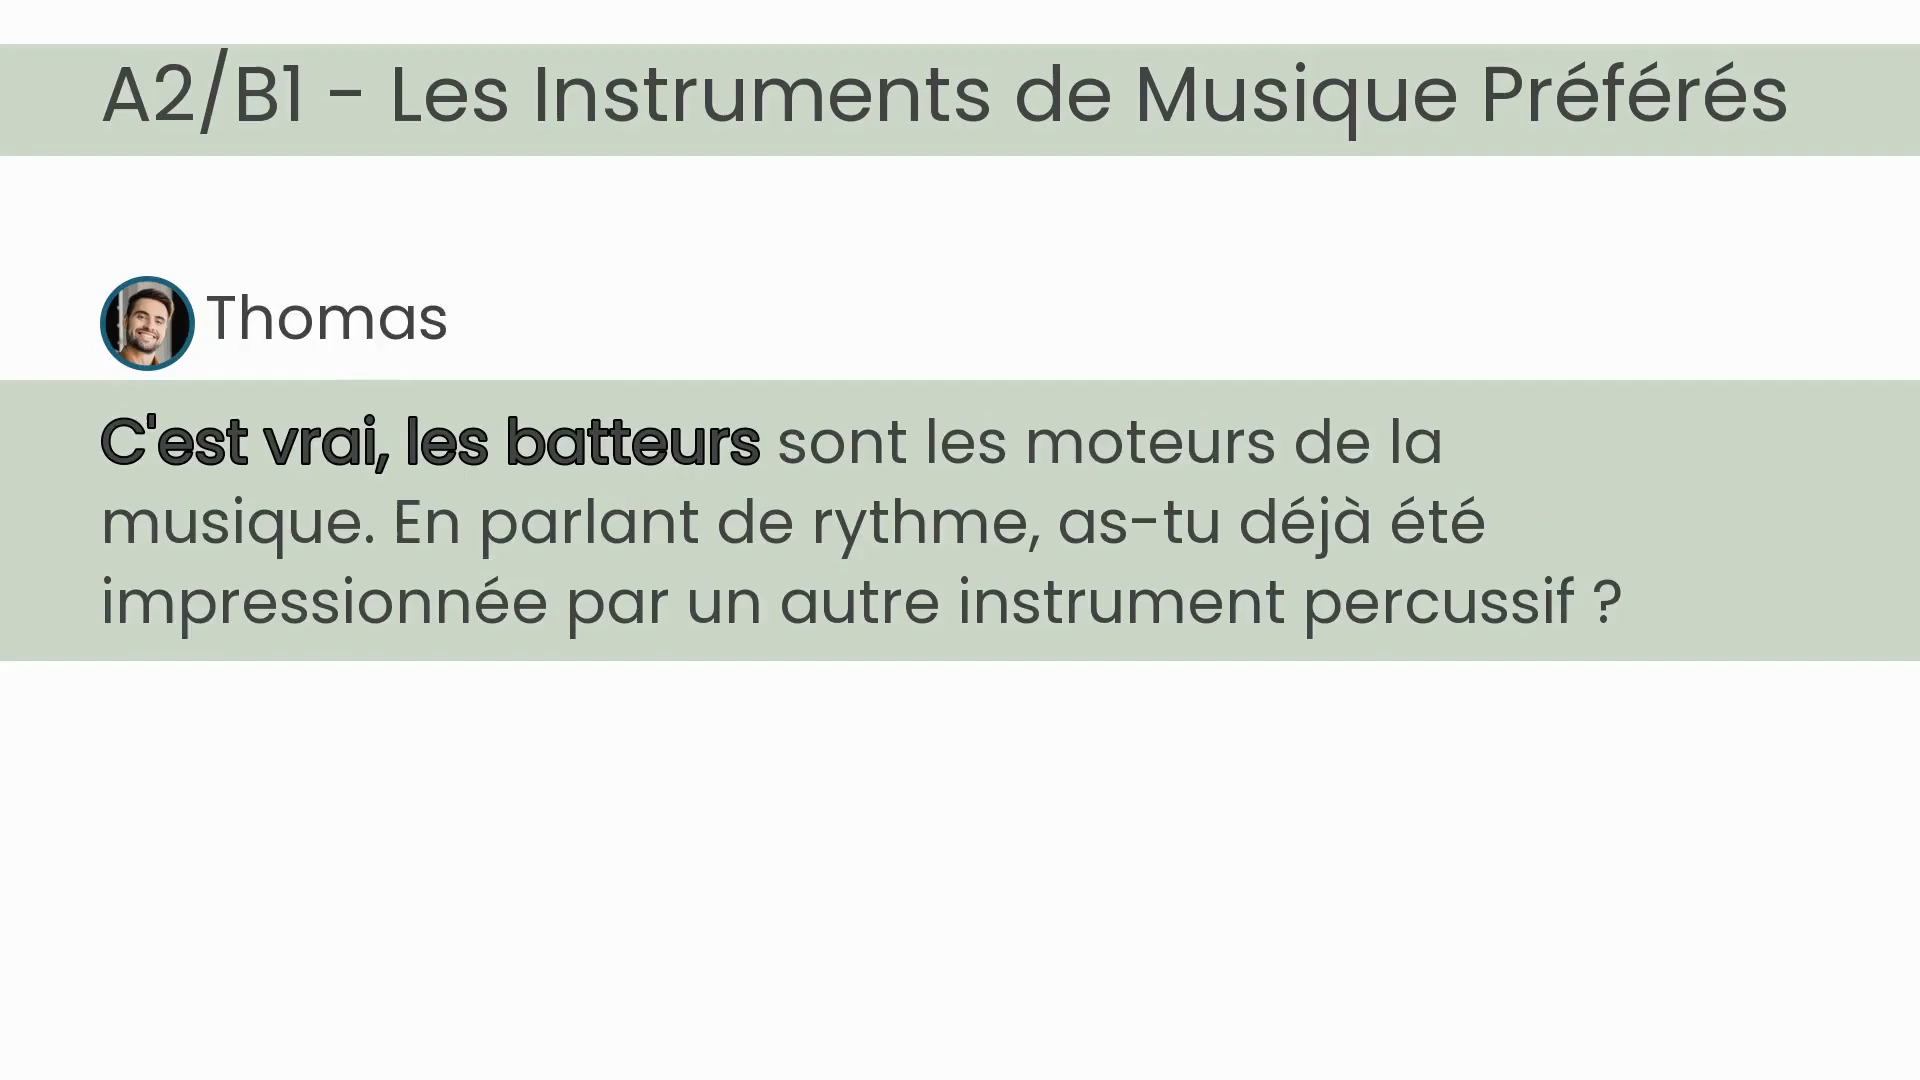 A2/B1 - Les Instruments de Musique Préférés
Thomas
C'est vrai, les batteurs sont les moteurs de la
musique. En parlant de rythme, as-tu déjà été
impressionnée par un autre instrument percussif ?